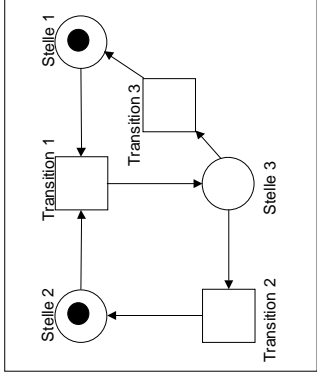 Stelle 1
Transition 1
Stelle 2
Transition 3
Stelle 3
Transition 2